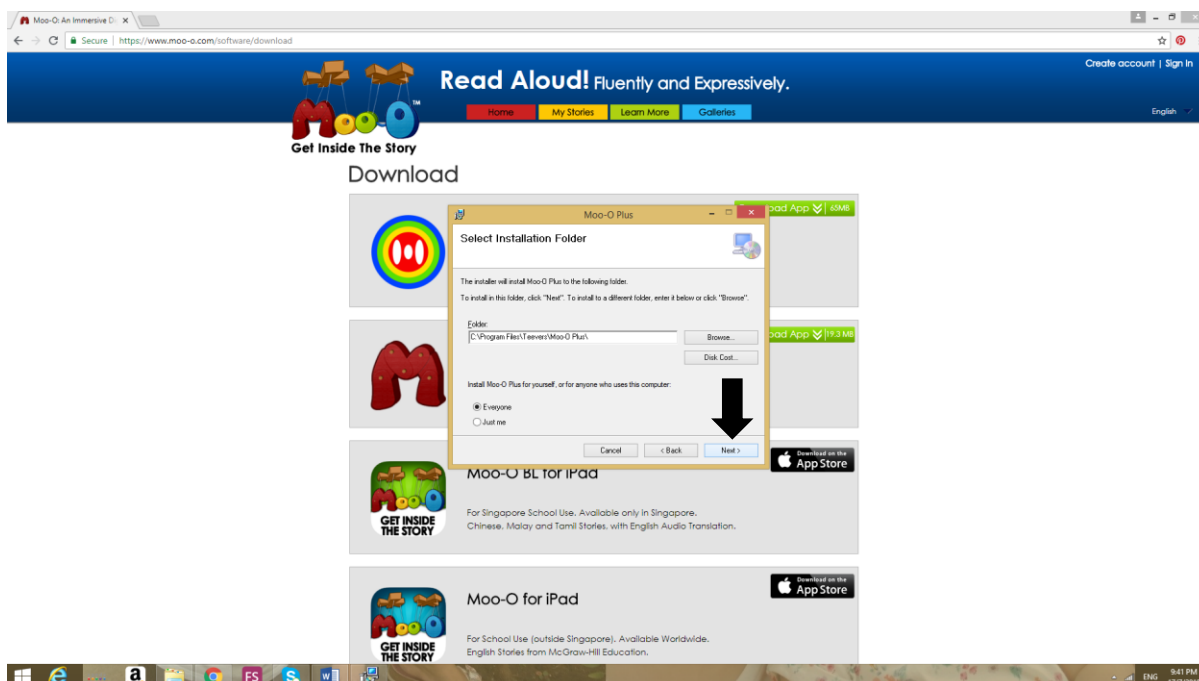 Moo-O: An Immersive D
Secure | https://www.moo-o.com/software/download
Create account | Sign In
Read Aloud! Fluently and Expressively.
Home My Stories Learn More Galleries
English
Moo-O™
Get Inside The Story
Download
oad App 65MB
Moo-O Plus
Select Installation Folder
The installer will install Moo-O Plus to the following folder.
To install in this folder, click "Next". To install to a different folder, enter it below or click "Browse".
Folder:
C:\Program Files\Teevers\Moo-O Plus\
Browse...
Disk Cost...
Install Moo-O Plus for yourself, or for anyone who uses this computer:
Everyone
Just me
Cancel < Back Next >
oad App 19.3 MB
Moo-O BL for iPad
Download on the
App Store
For Singapore School Use. Available only in Singapore.
Chinese, Malay and Tamil Stories, with English Audio Translation.
Moo-O
GET INSIDE
THE STORY
Moo-O for iPad
Download on the
App Store
For School Use (outside Singapore). Available Worldwide.
English Stories from McGraw-Hill Education.
Moo-O
GET INSIDE
THE STORY
a FS S W
ENG 9:41 PM